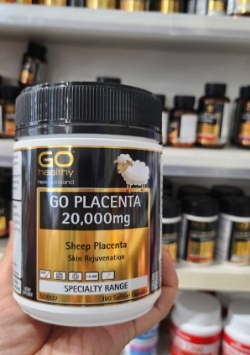 GO
healthy
new zealand
GO PLACENTA
20,000mg
Sheep Placenta
Skin Rejuvenation
SPECIALTY RANGE